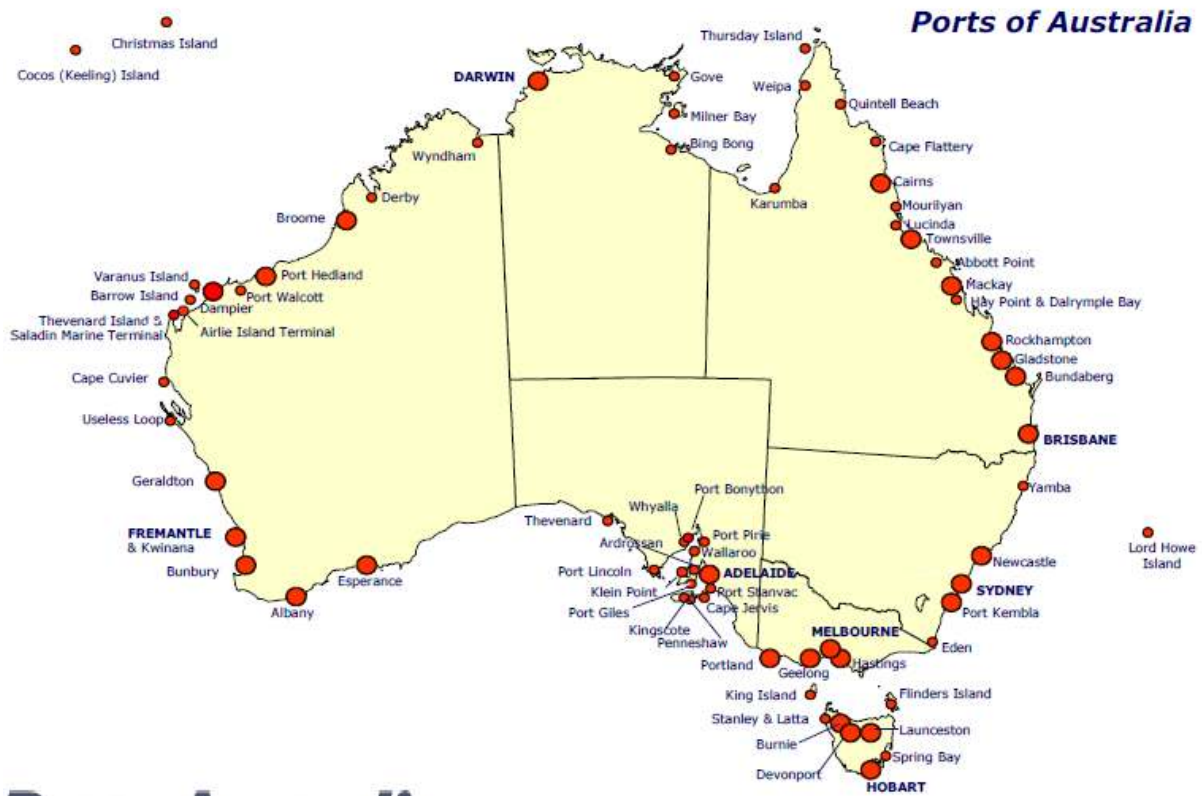 Ports of Australia
Christmas Island
Cocos (Keeling) Island
Thursday Island
DARWIN
Gove
Weipa
Quintell Beach
Milner Bay
Bing Bong
Cape Flattery
Wyndham
Cairns
Karumba
Derby
Mourilyan
Broome
Lucinda
Townsville
Abbott Point
Varanus Island
Port Hedland
Mackay
Barrow Island
Port Walcott
Hay Point & Dalrymple Bay
Dampier
Thevenard Island &
Saladin Marine Terminal
Airlie Island Terminal
Rockhampton
Gladstone
Cape Cuvier
Bundaberg
Useless Loop
BRISBANE
Geraldton
Port Bonython
Yamba
Whyalla
Thevenard
FREMANTLE
& Kwinana
Port Pirie
Ardrossan
Wallaroo
Lord Howe
Island
Newcastle
Bunbury
Esperance
Port Lincoln
ADELAIDE
Klein Point
Port Stanvac
SYDNEY
Albany
Port Giles
Cape Jervis
Port Kembla
Kingscote
Penneshaw
MELBOURNE
Eden
Portland
Geelong
Hastings
King Island
Flinders Island
Stanley & Latta
Launceston
Burnie
Spring Bay
Devonport
HOBART